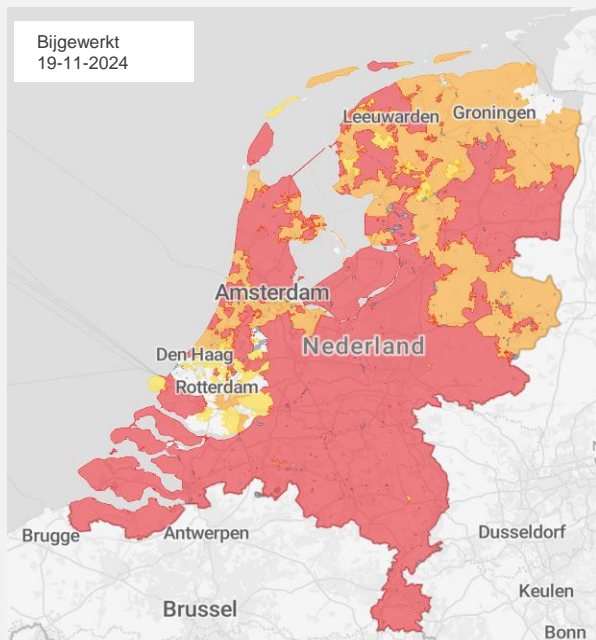 Bijgewerkt
19-11-2024
Leeuwarden
Groningen
Amsterdam
Nederland
Den Haag
Rotterdam
Brugge
Antwerpen
Dusseldorf
Keulen
Brussel
Bonn